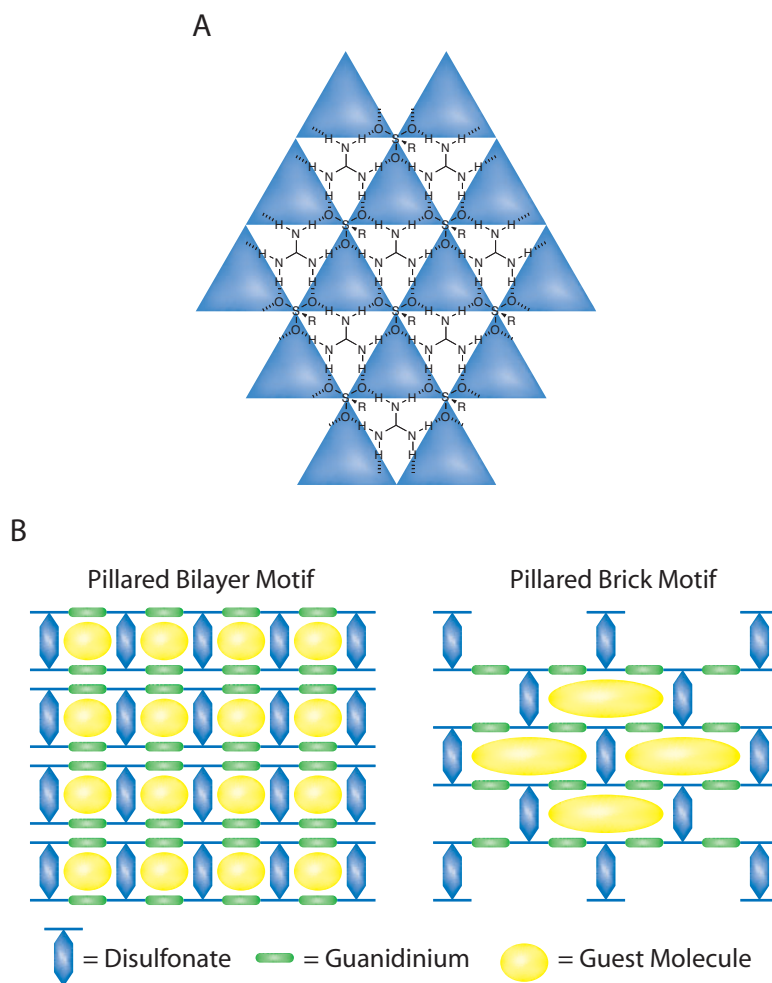 A
O O
H H S H H
N R N
O
H H H H
N N N N
H H H H
O O O O
H H S H H S H H
N R N R N
O O
H H H H H H
N N N N N N
H H H H H H
O O O O O O
S H H S H H S
R N R N R
O O O
H H H H
N N N N
H H H H
O O O O
S H H S
R N R
O O
H H
N N
H H
B
Pillared Bilayer Motif
Pillared Brick Motif
= Disulfonate
= Guanidinium
= Guest Molecule